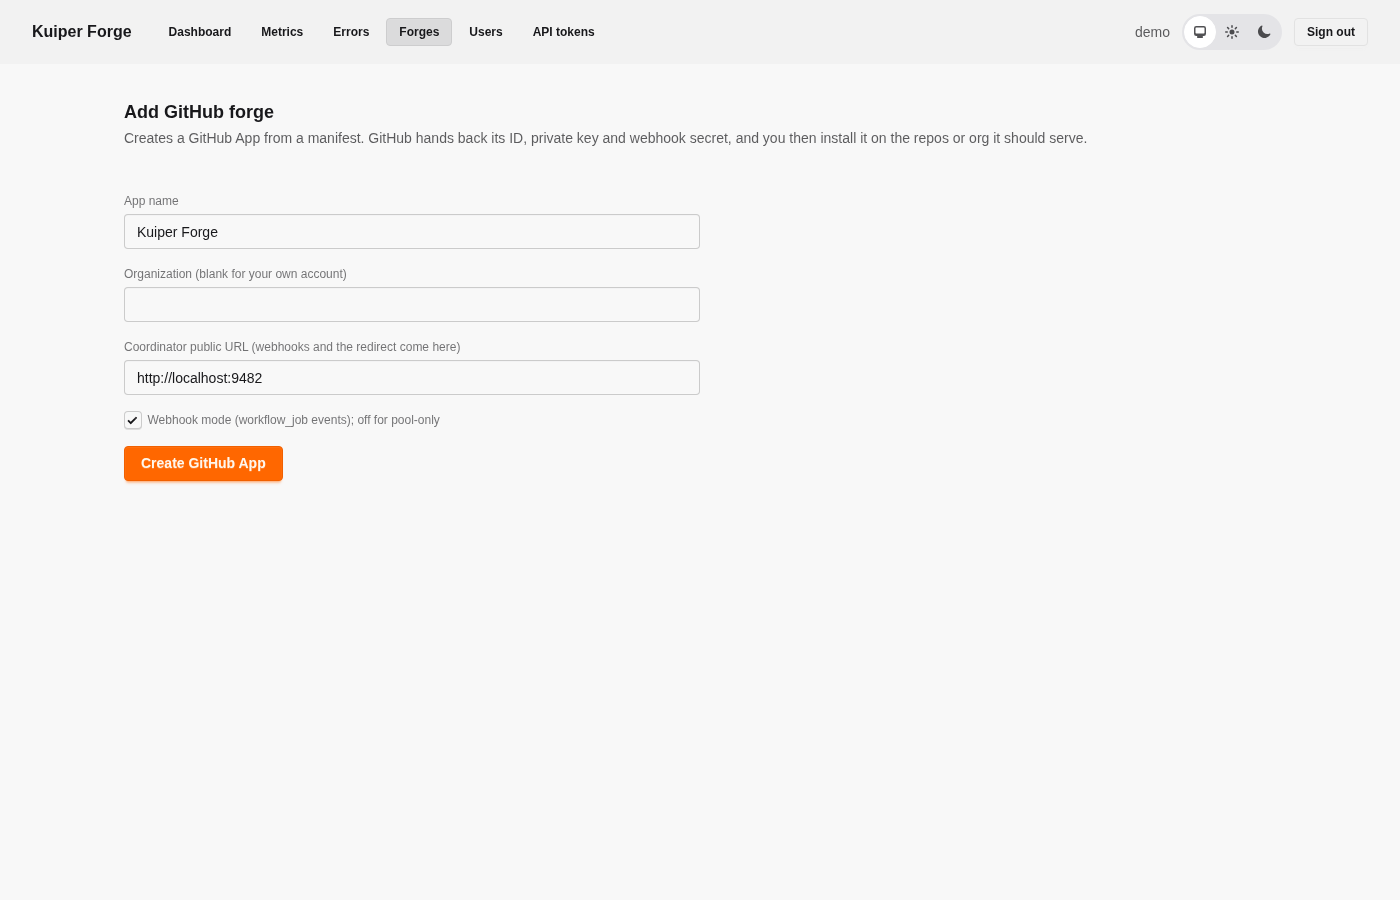 Kuiper Forge
Dashboard
Metrics
Errors
Forges
Users
API tokens
demo
Sign out
Add GitHub forge
Creates a GitHub App from a manifest. GitHub hands back its ID, private key and webhook secret, and you then install it on the repos or org it should serve.
App name
Kuiper Forge
Organization (blank for your own account)
Coordinator public URL (webhooks and the redirect come here)
http://localhost:9482
Webhook mode (workflow_job events); off for pool-only
Create GitHub App